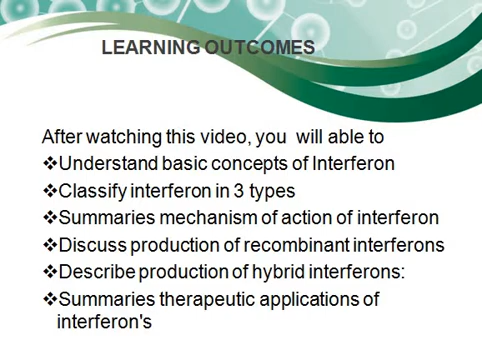 LEARNING OUTCOMES
After watching this video, you will able to
❖Understand basic concepts of Interferon
❖Classify interferon in 3 types
❖Summaries mechanism of action of interferon
❖Discuss production of recombinant interferons
❖Describe production of hybrid interferons:
❖Summaries therapeutic applications of
interferon's